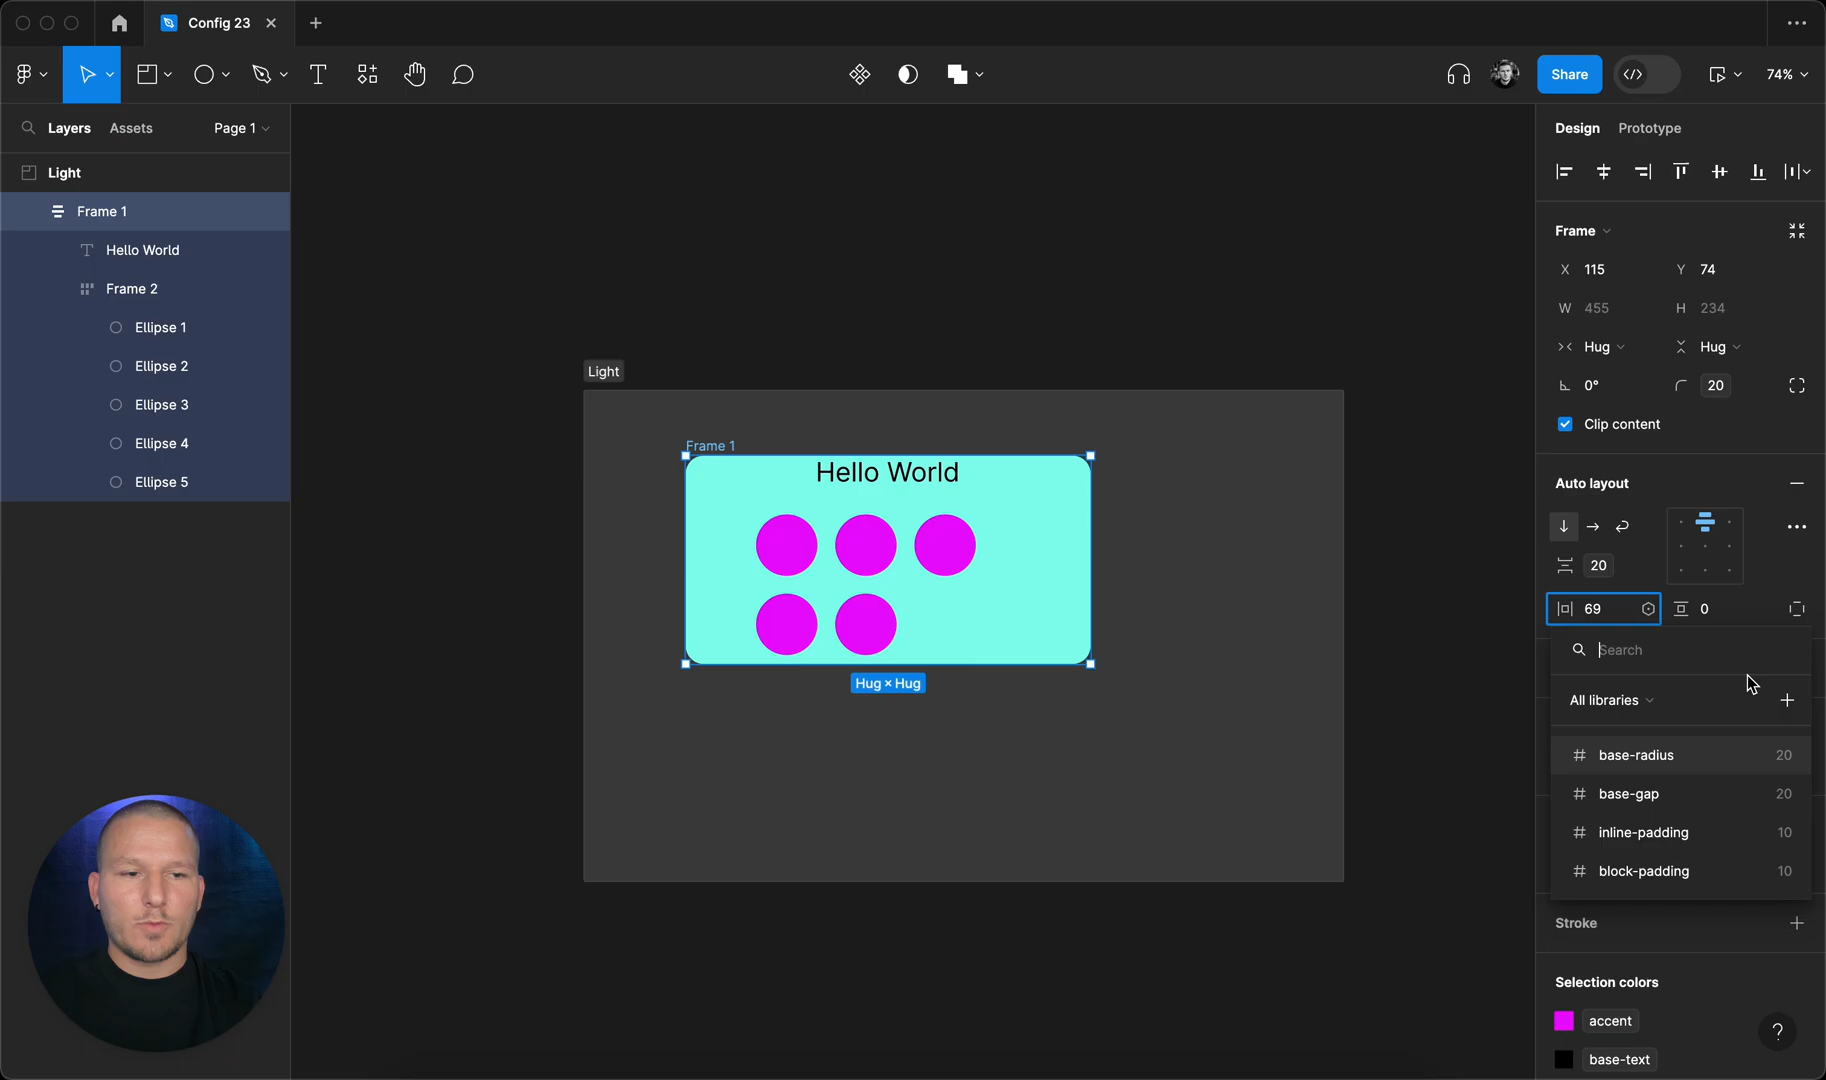 Config 23
Share
74%
Layers
Assets
Page 1
Light
Frame 1
Hello World
Frame 2
Ellipse 1
Ellipse 2
Ellipse 3
Ellipse 4
Ellipse 5
Light
Frame 1
Hello World
Hug × Hug
Design
Prototype
Frame
X 115 Y 74
W 455 H 234
Hug Hug
0° 20
Clip content
Auto layout
20
69 0
Search
All libraries
base-radius 20
base-gap 20
inline-padding 10
block-padding 10
Stroke
Selection colors
accent
base-text
?